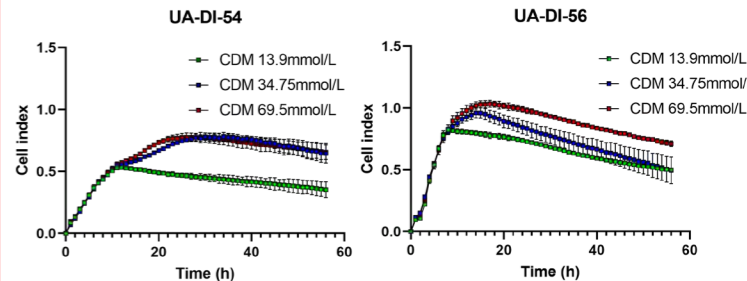 UA-DI-54
1.5
1.0
0.5
0.0
Cell index
CDM 13.9mmol/L
CDM 34.75mmol/L
CDM 69.5mmol/L
0
20
40
60
Time (h)
UA-DI-56
1.5
1.0
0.5
0.0
Cell index
CDM 13.9mmol/L
CDM 34.75mmol/
CDM 69.5mmol/L
0
20
40
60
Time (h)